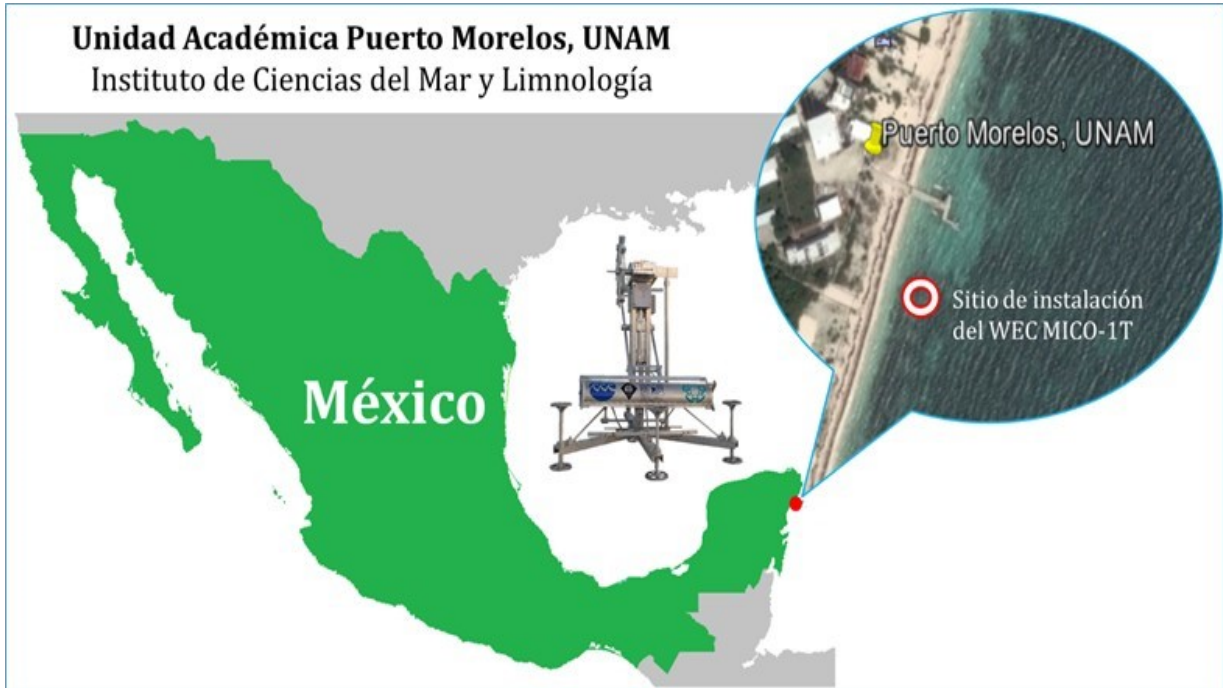 Unidad Académica Puerto Morelos, UNAM
Instituto de Ciencias del Mar y Limnología
Puerto Morelos, UNAM
Sitio de instalación
del WEC MICO-1T
México